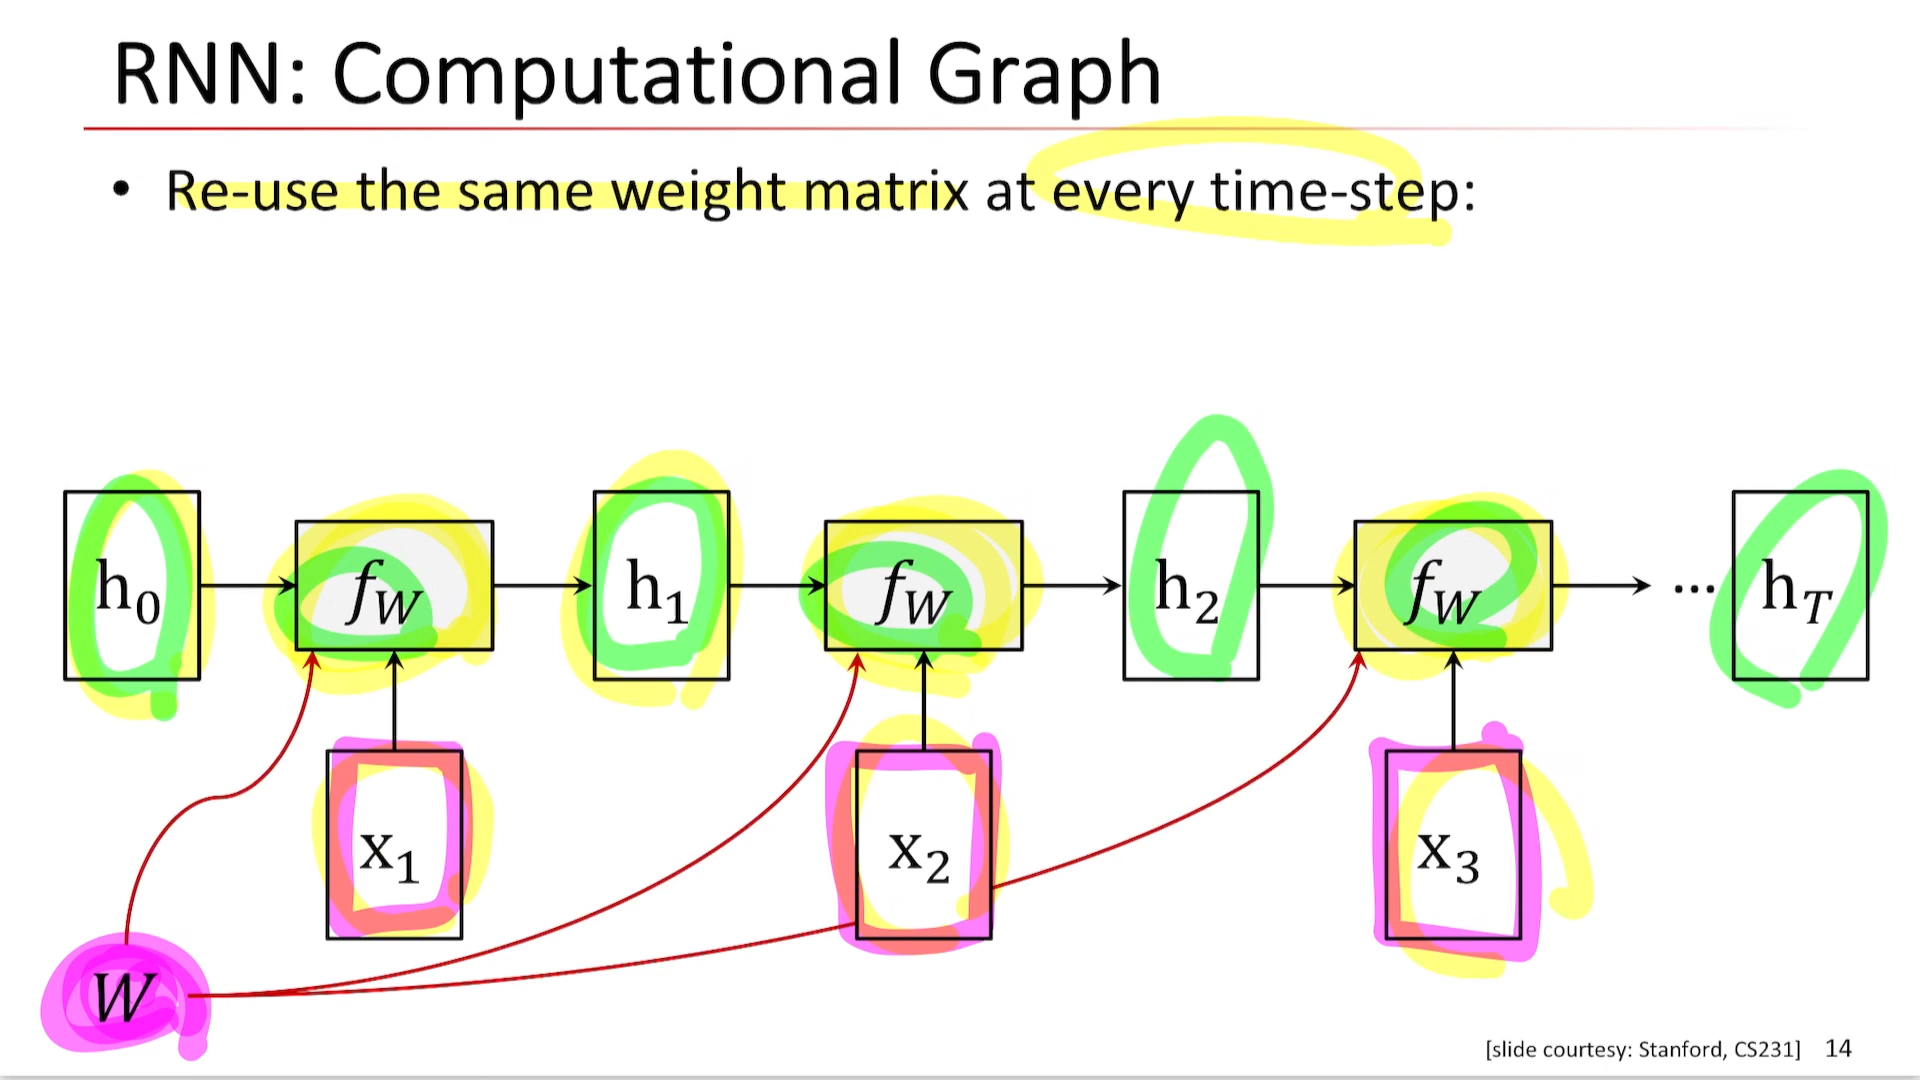 RNN: Computational Graph
• Re-use the same weight matrix at every time-step:
h₀ f_W h₁ f_W h₂ f_W ... h_T
x₁ x₂ x₃
W
[slide courtesy: Stanford, CS231] 14